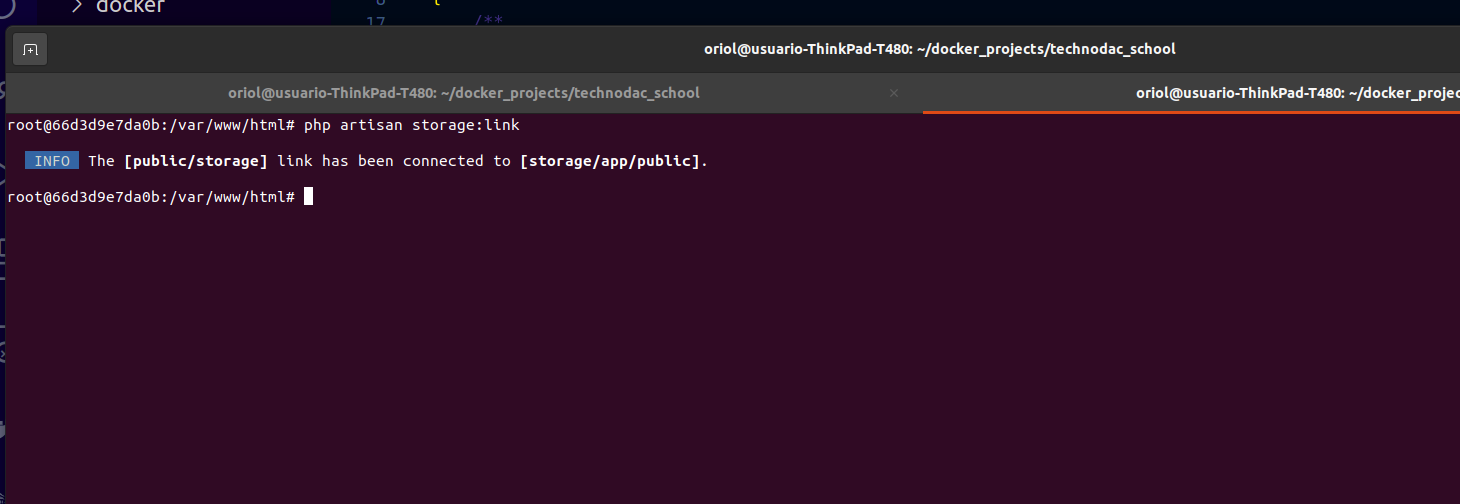 > docker
17 /**
oriol@usuario-ThinkPad-T480: ~/docker_projects/technodac_school
oriol@usuario-ThinkPad-T480: ~/docker_projects/technodac_school × oriol@usuario-ThinkPad-T480: ~/docker_projec
root@66d3d9e7da0b:/var/www/html# php artisan storage:link
INFO The [public/storage] link has been connected to [storage/app/public].
root@66d3d9e7da0b:/var/www/html#